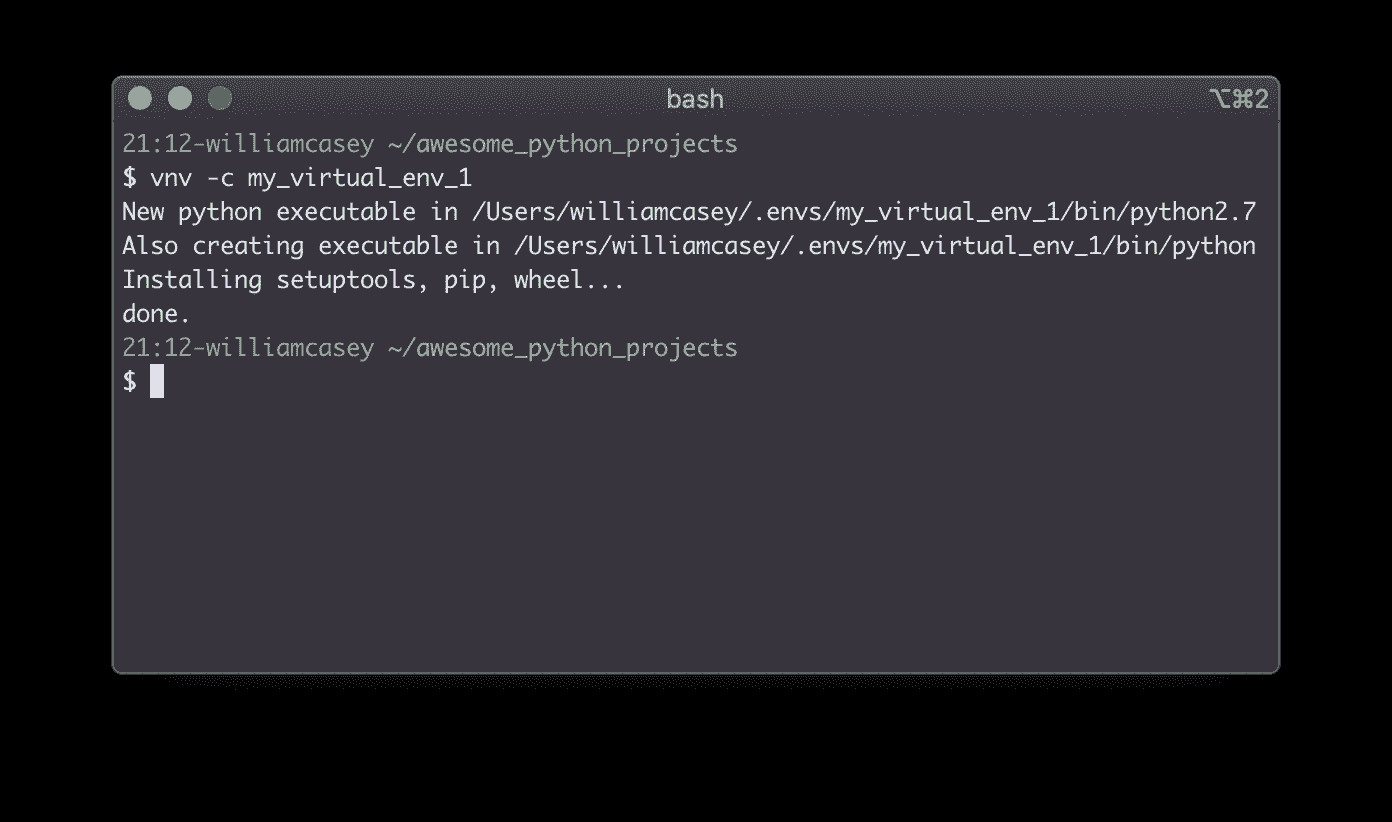 bash ⌥⌘2
21:12-williamcasey ~/awesome_python_projects
$ vnv -c my_virtual_env_1
New python executable in /Users/williamcasey/.envs/my_virtual_env_1/bin/python2.7
Also creating executable in /Users/williamcasey/.envs/my_virtual_env_1/bin/python
Installing setuptools, pip, wheel...
done.
21:12-williamcasey ~/awesome_python_projects
$